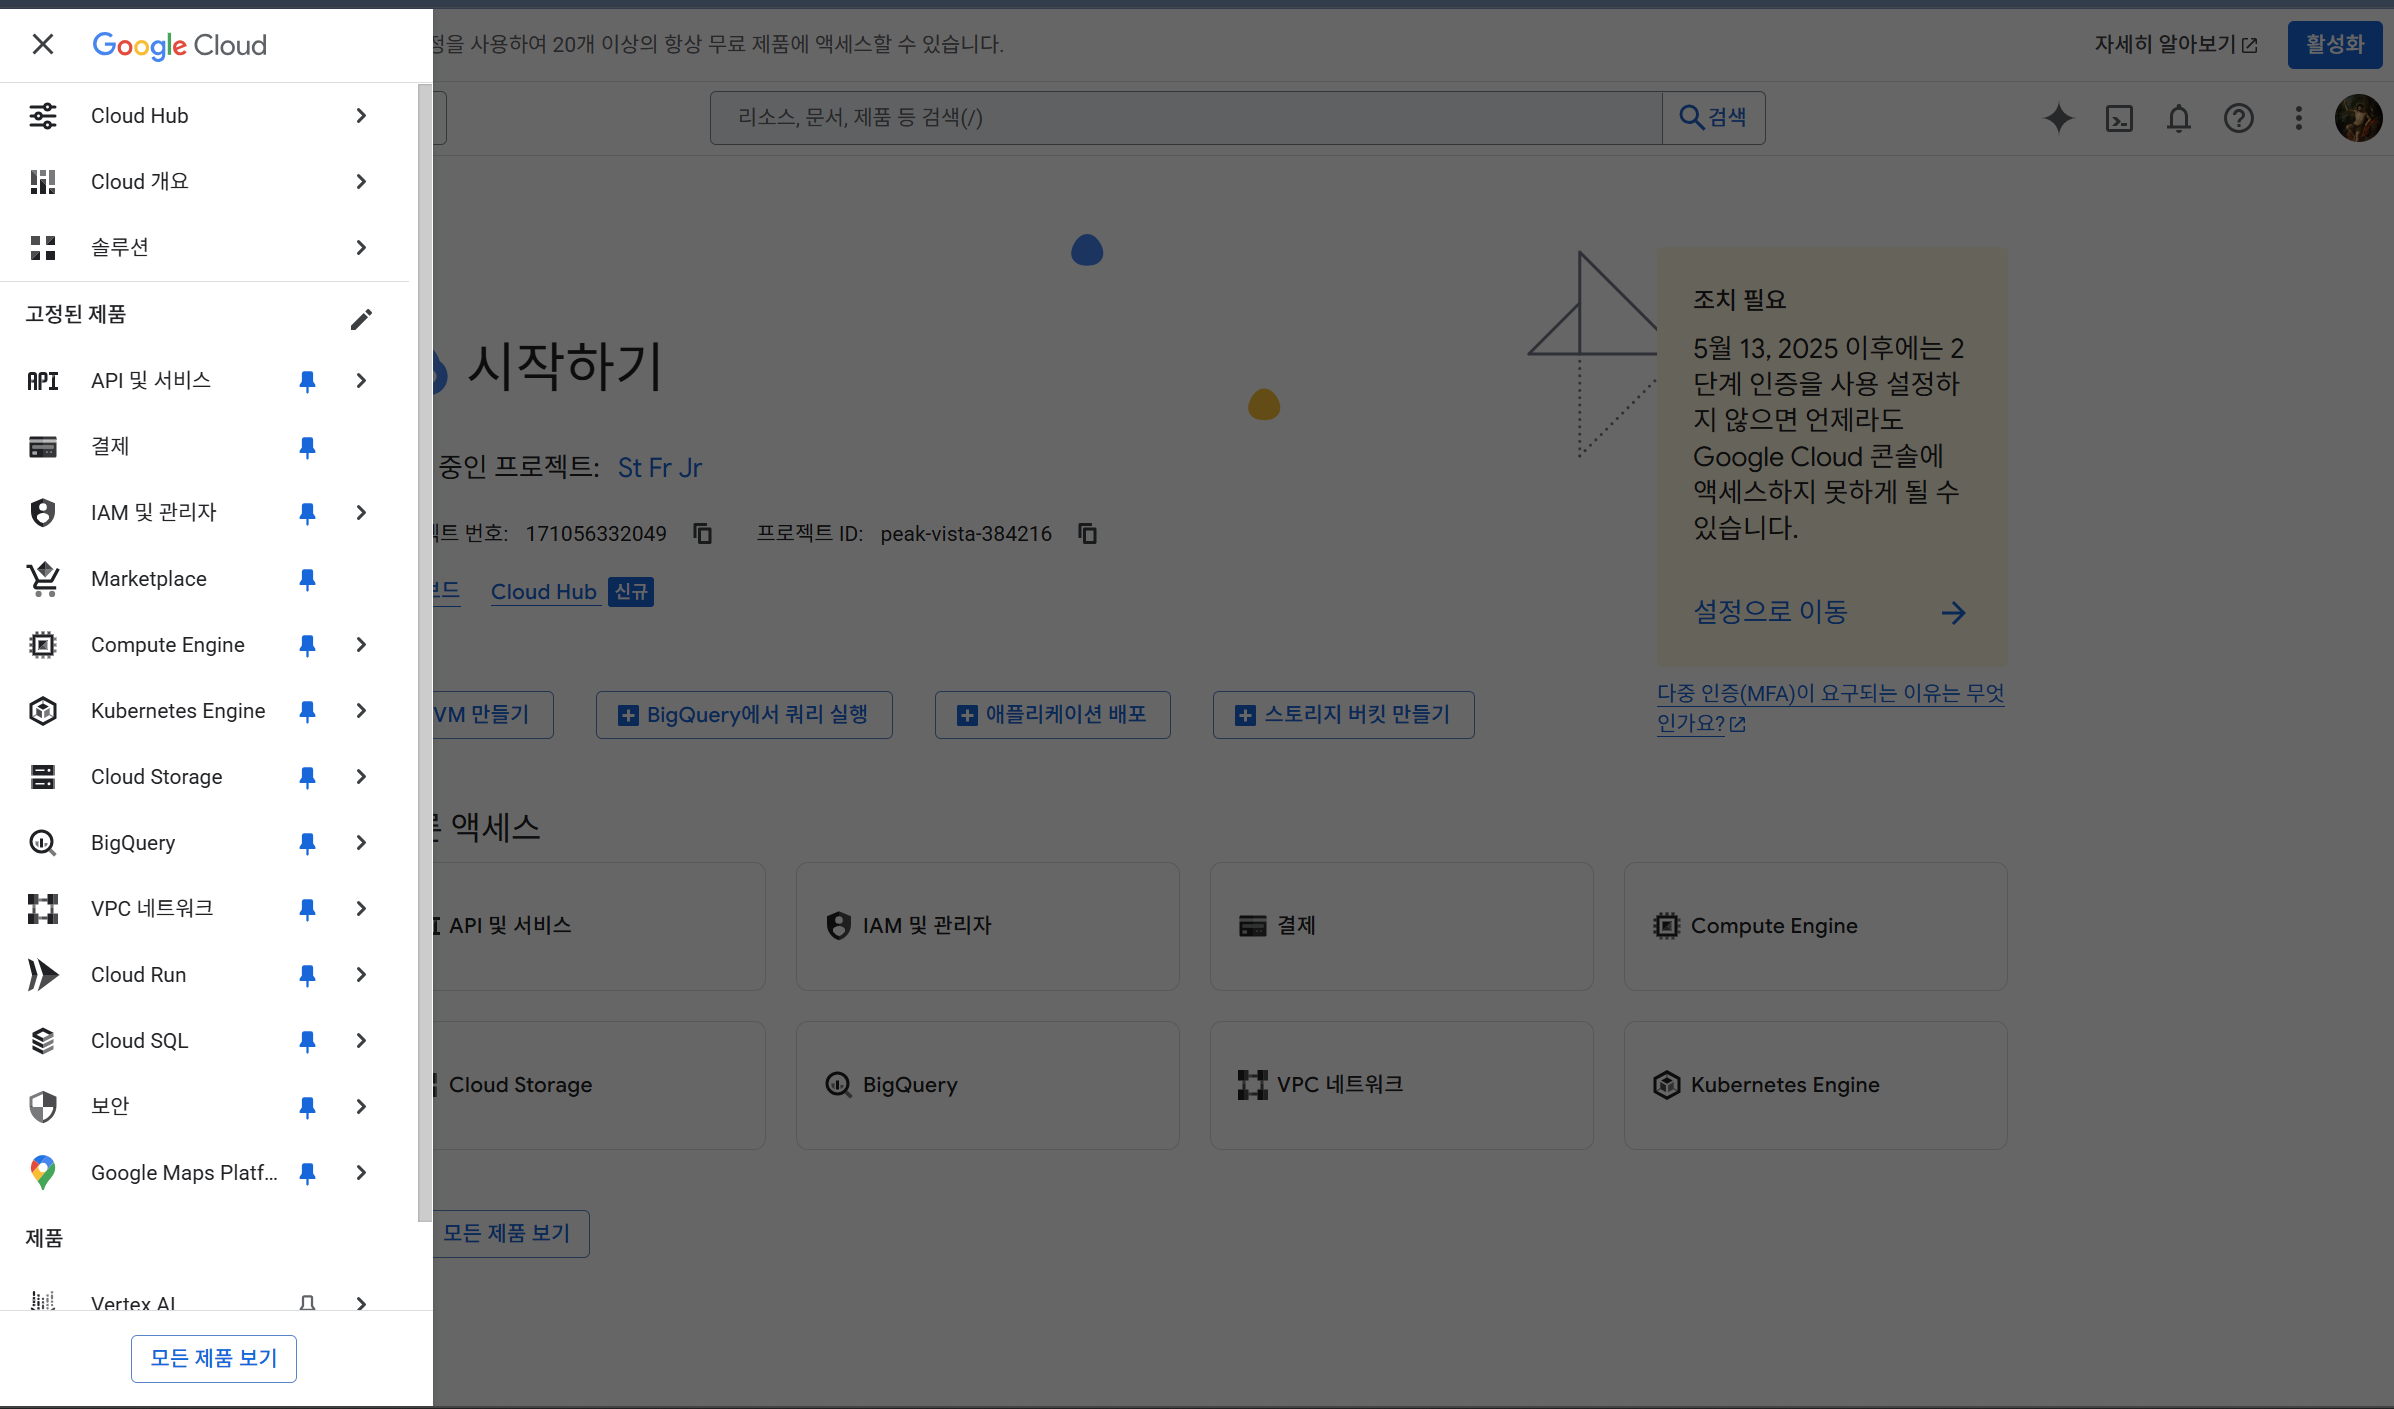 Google Cloud
정을 사용하여 20개 이상의 항상 무료 제품에 액세스할 수 있습니다.
자세히 알아보기
활성화
리소스, 문서, 제품 등 검색(/)
검색
Cloud Hub
Cloud 개요
솔루션
고정된 제품
API API 및 서비스
결제
IAM 및 관리자
Marketplace
Compute Engine
Kubernetes Engine
Cloud Storage
BigQuery
VPC 네트워크
Cloud Run
Cloud SQL
보안
Google Maps Platf...
제품
Vertex AI
모든 제품 보기
시작하기
중인 프로젝트: St Fr Jr
번호: 171056332049
프로젝트 ID: peak-vista-384216
Cloud Hub 신규
VM 만들기
BigQuery에서 쿼리 실행
애플리케이션 배포
스토리지 버킷 만들기
조치 필요
5월 13, 2025 이후에는 2
단계 인증을 사용 설정하
지 않으면 언제라도
Google Cloud 콘솔에
액세스하지 못하게 될 수
있습니다.
설정으로 이동
다중 인증(MFA)이 요구되는 이유는 무엇
인가요?
액세스
API 및 서비스
IAM 및 관리자
결제
Compute Engine
Cloud Storage
BigQuery
VPC 네트워크
Kubernetes Engine
모든 제품 보기